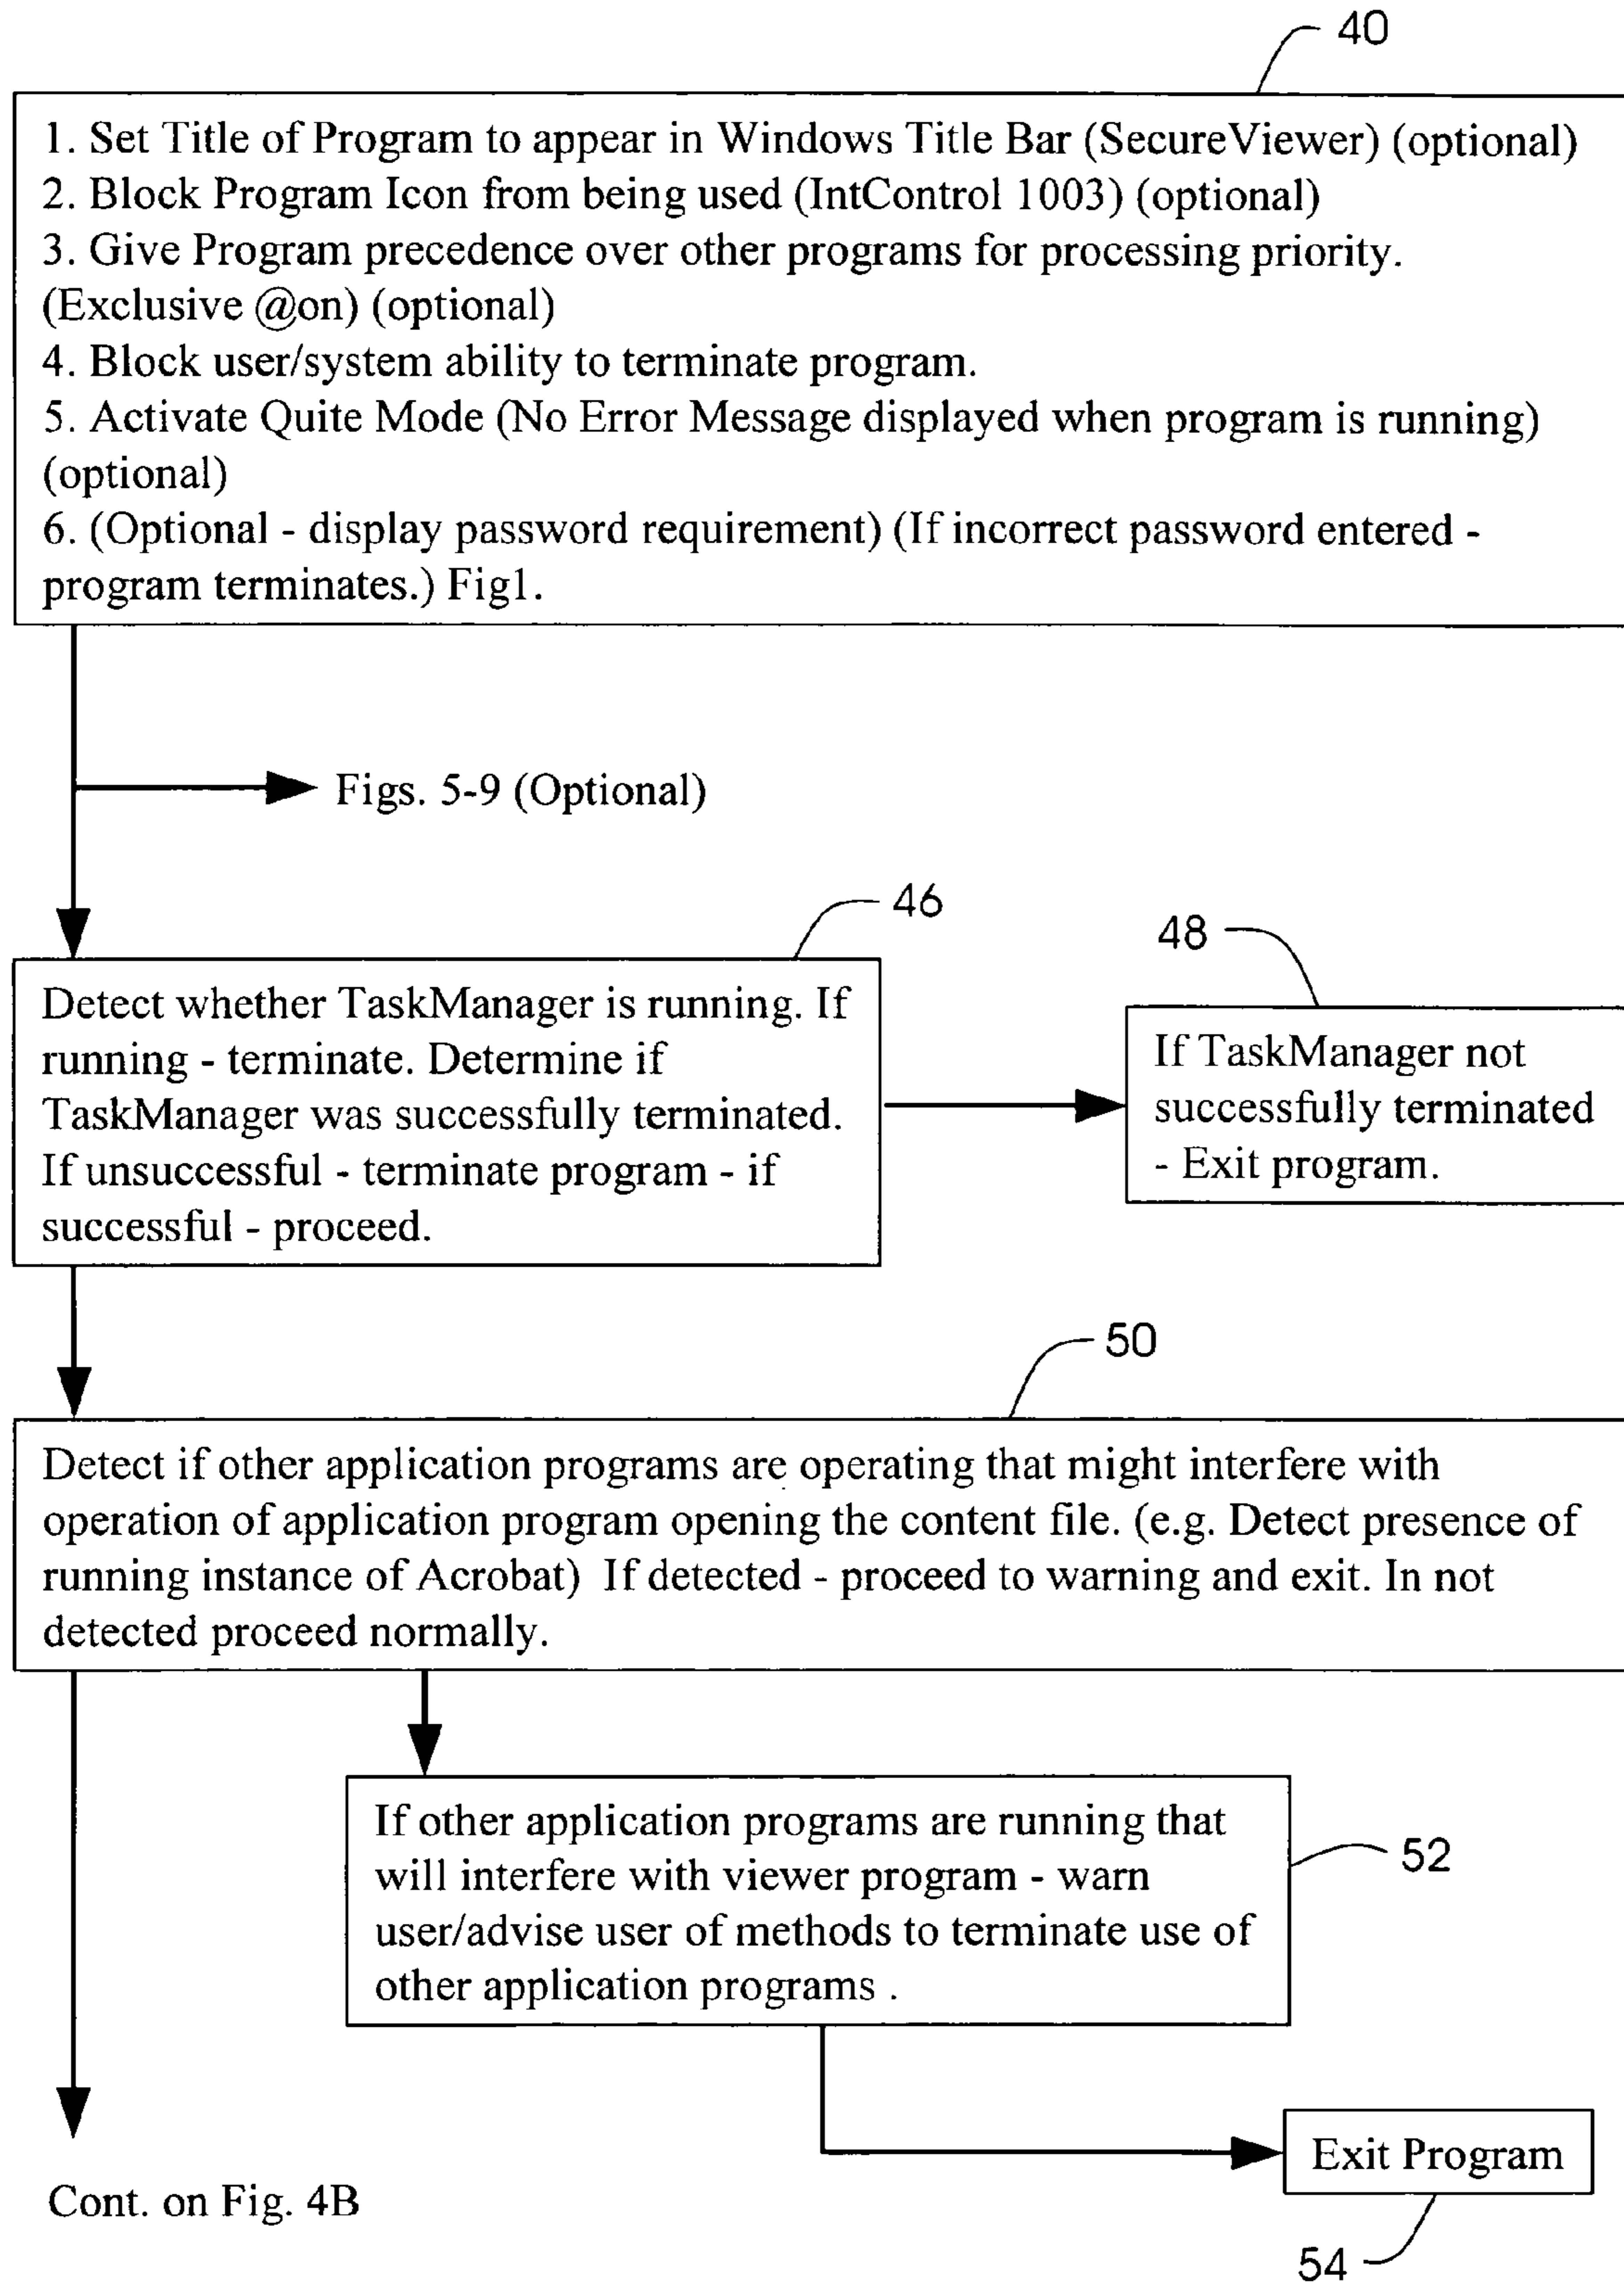 40
1. Set Title of Program to appear in Windows Title Bar (SecureViewer) (optional)
2. Block Program Icon from being used (IntControl 1003) (optional)
3. Give Program precedence over other programs for processing priority.
(Exclusive @on) (optional)
4. Block user/system ability to terminate program.
5. Activate Quite Mode (No Error Message displayed when program is running)
(optional)
6. (Optional - display password requirement) (If incorrect password entered -
program terminates.) Fig1.
Figs. 5-9 (Optional)
46
Detect whether TaskManager is running. If
running - terminate. Determine if
TaskManager was successfully terminated.
If unsuccessful - terminate program - if
successful - proceed.
48
If TaskManager not
successfully terminated
- Exit program.
50
Detect if other application programs are operating that might interfere with
operation of application program opening the content file. (e.g. Detect presence of
running instance of Acrobat)  If detected - proceed to warning and exit. In not
detected proceed normally.
If other application programs are running that
will interfere with viewer program - warn
user/advise user of methods to terminate use of
other application programs .
52
Exit Program
54
Cont. on Fig. 4B